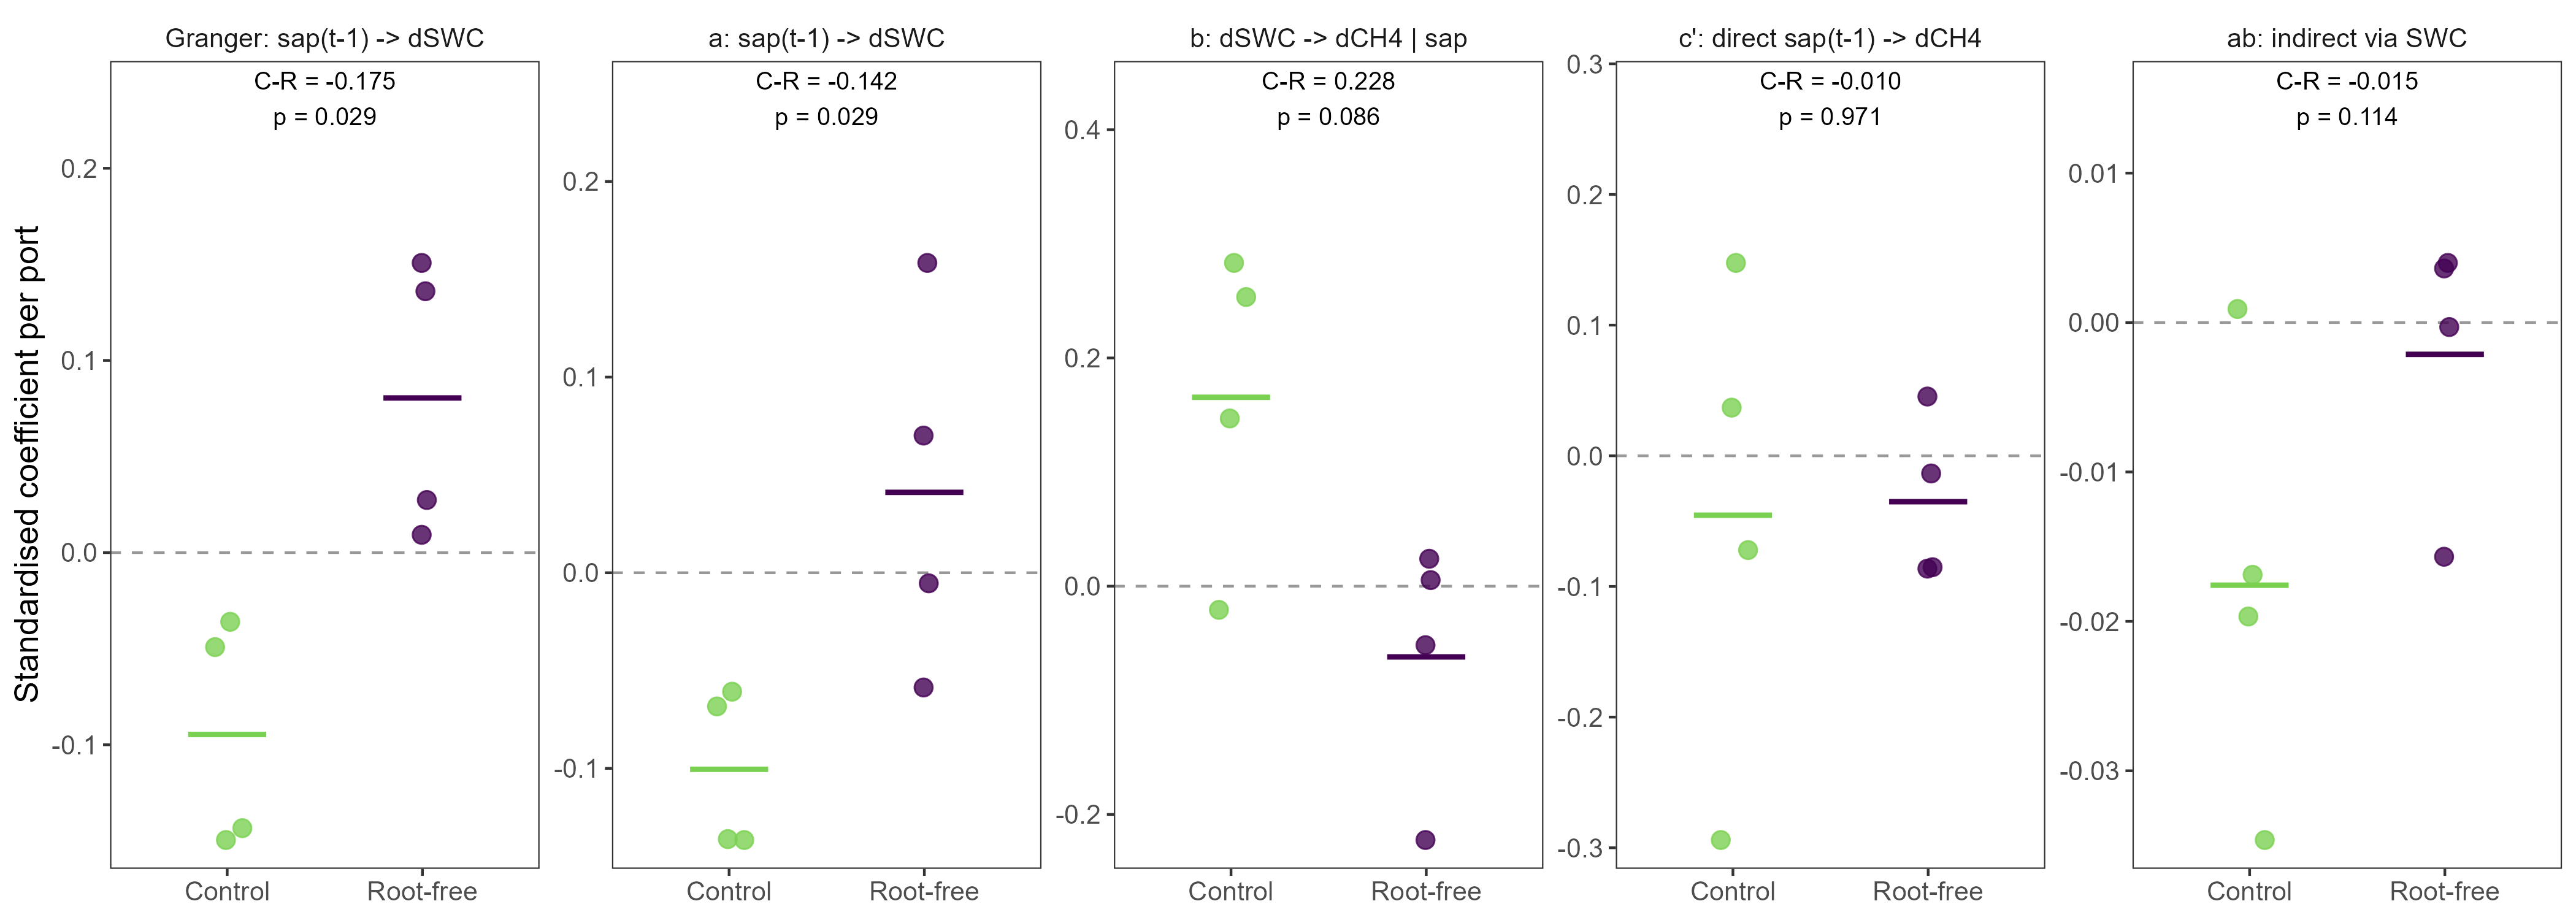 Granger: sap(t-1) -> dSWC
a: sap(t-1) -> dSWC
b: dSWC -> dCH4 | sap
c': direct sap(t-1) -> dCH4
ab: indirect via SWC
Standardised coefficient per port
C-R = -0.175
p = 0.029
0.2
0.1
0.0
-0.1
Control
Root-free
C-R = -0.142
p = 0.029
0.2
0.1
0.0
-0.1
Control
Root-free
C-R = 0.228
p = 0.086
0.4
0.2
0.0
-0.2
Control
Root-free
C-R = -0.010
p = 0.971
0.3
0.2
0.1
0.0
-0.1
-0.2
-0.3
Control
Root-free
C-R = -0.015
p = 0.114
0.01
0.00
-0.01
-0.02
-0.03
Control
Root-free